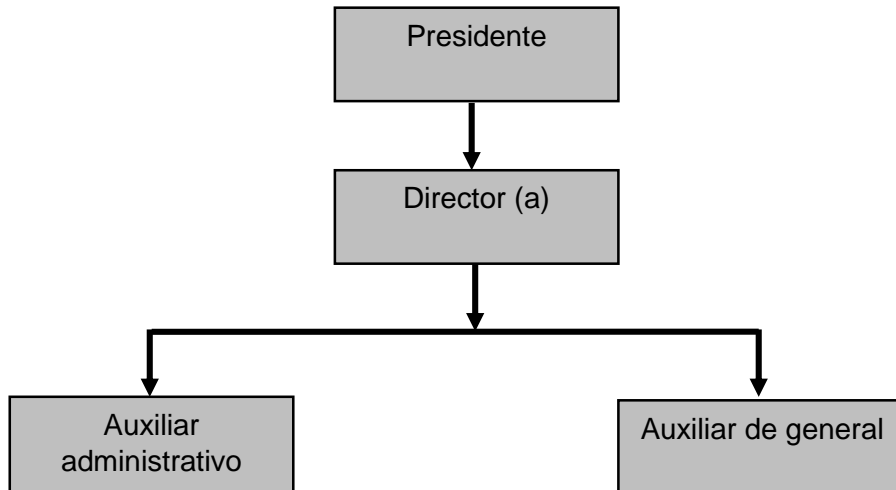 Presidente
Director (a)
Auxiliar
administrativo
Auxiliar de general